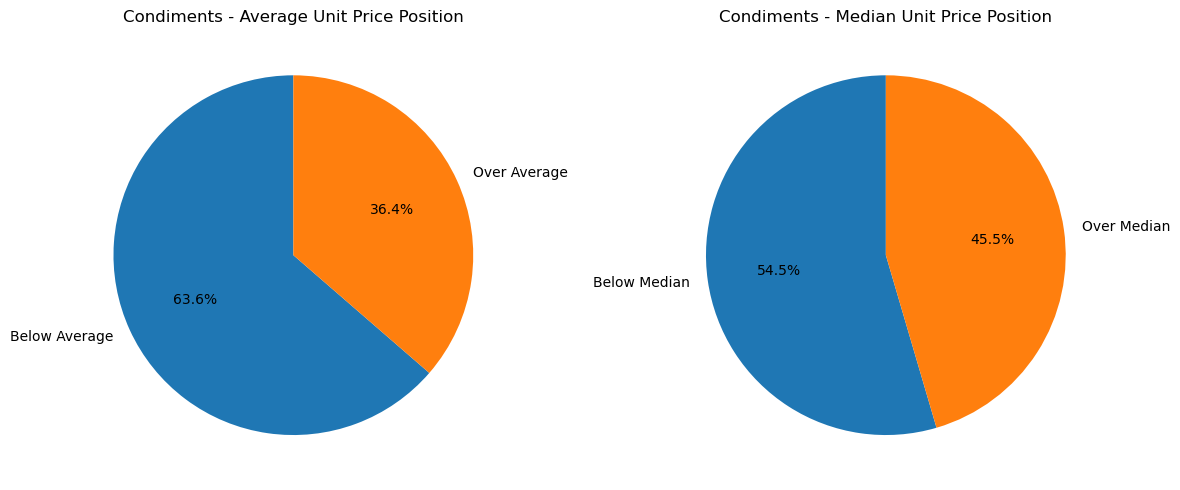 Condiments - Average Unit Price Position
Over Average
36.4%
63.6%
Below Average
Condiments - Median Unit Price Position
Over Median
45.5%
54.5%
Below Median